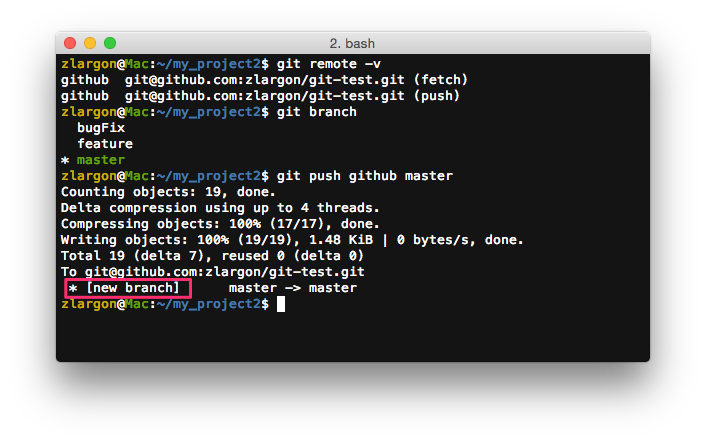 2. bash
zlargon@Mac:~/my_project2$ git remote -v
github  git@github.com:zlargon/git-test.git (fetch)
github  git@github.com:zlargon/git-test.git (push)
zlargon@Mac:~/my_project2$ git branch
  bugFix
  feature
* master
zlargon@Mac:~/my_project2$ git push github master
Counting objects: 19, done.
Delta compression using up to 4 threads.
Compressing objects: 100% (17/17), done.
Writing objects: 100% (19/19), 1.48 KiB | 0 bytes/s, done.
Total 19 (delta 7), reused 0 (delta 0)
To git@github.com:zlargon/git-test.git
 * [new branch]      master -> master
zlargon@Mac:~/my_project2$